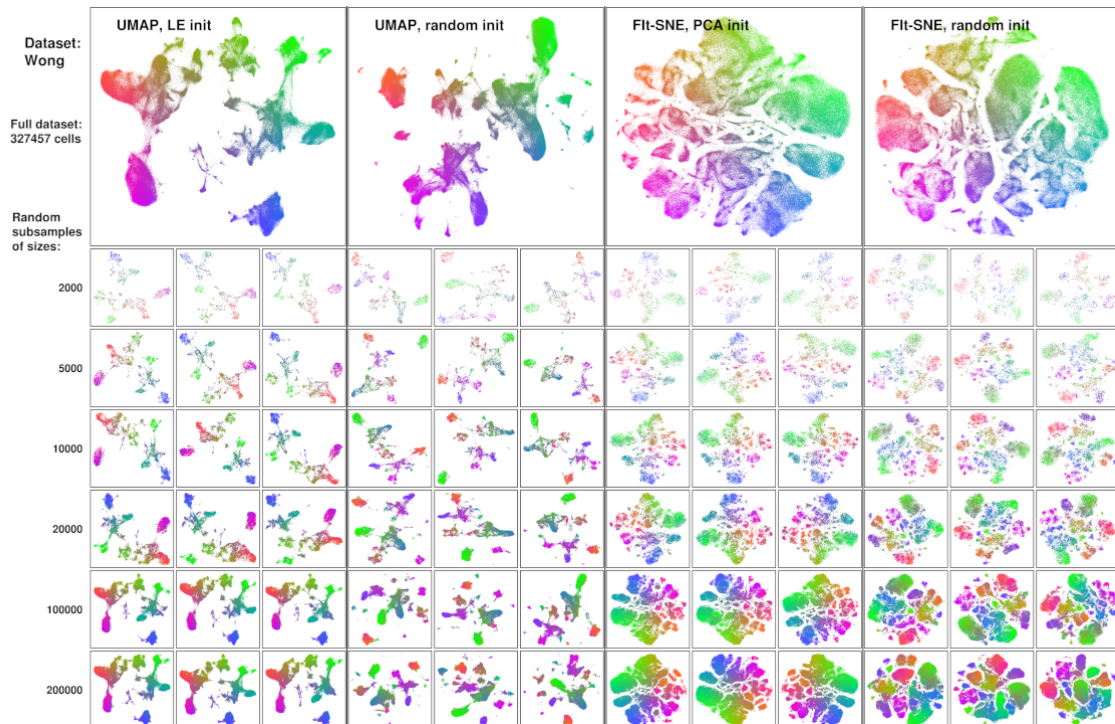 UMAP, LE init
UMAP, random init
FIt-SNE, PCA init
FIt-SNE, random init
Dataset:
Wong
Full dataset:
327457 cells
Random
subsamples
of sizes:
2000
5000
10000
20000
100000
200000